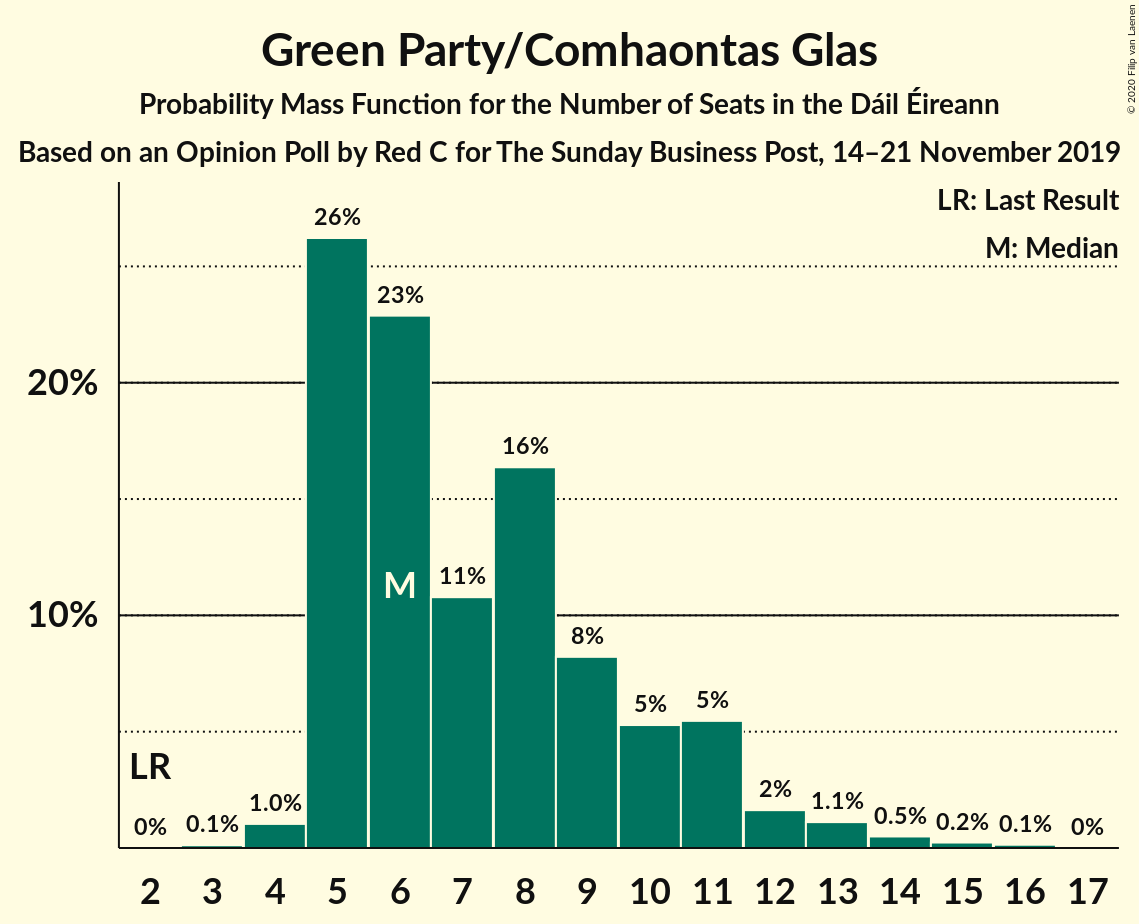 Green Party/Comhaontas Glas
Probability Mass Function for the Number of Seats in the Dáil Éireann
Based on an Opinion Poll by Red C for The Sunday Business Post, 14–21 November 2019
© 2020 Filip van Laenen
LR: Last Result
M: Median
26%
23%
20%
16%
11%
M
10%
8%
5%
5%
LR
0%
0.1%
1.0%
2%
1.1%
0.5%
0.2%
0.1%
0%
2 3 4 5 6 7 8 9 10 11 12 13 14 15 16 17